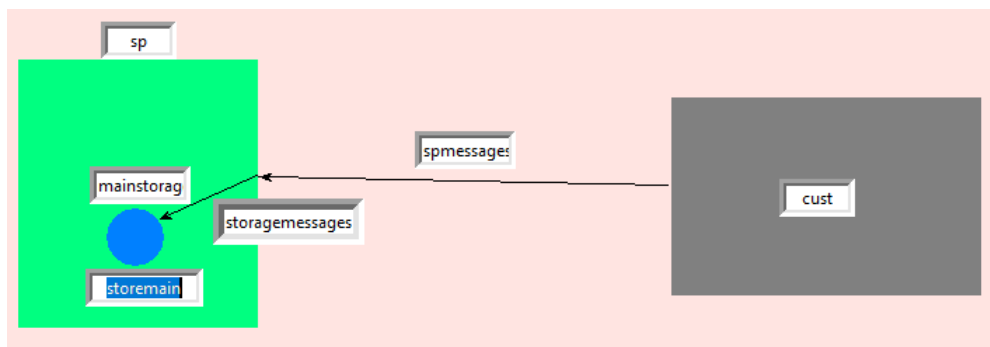 sp
spmessages
mainstorag
cust
storagemessages
storemain